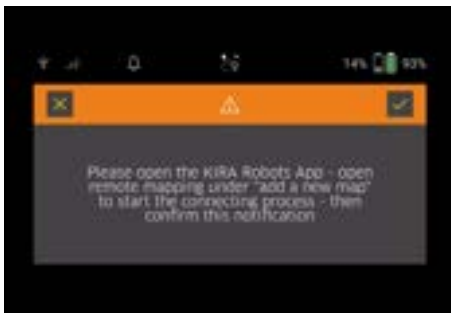 14% 93%
Please open the KIRA Robots App - open
remote mapping under "add a new map"
to start the connecting process - then
confirm this notification